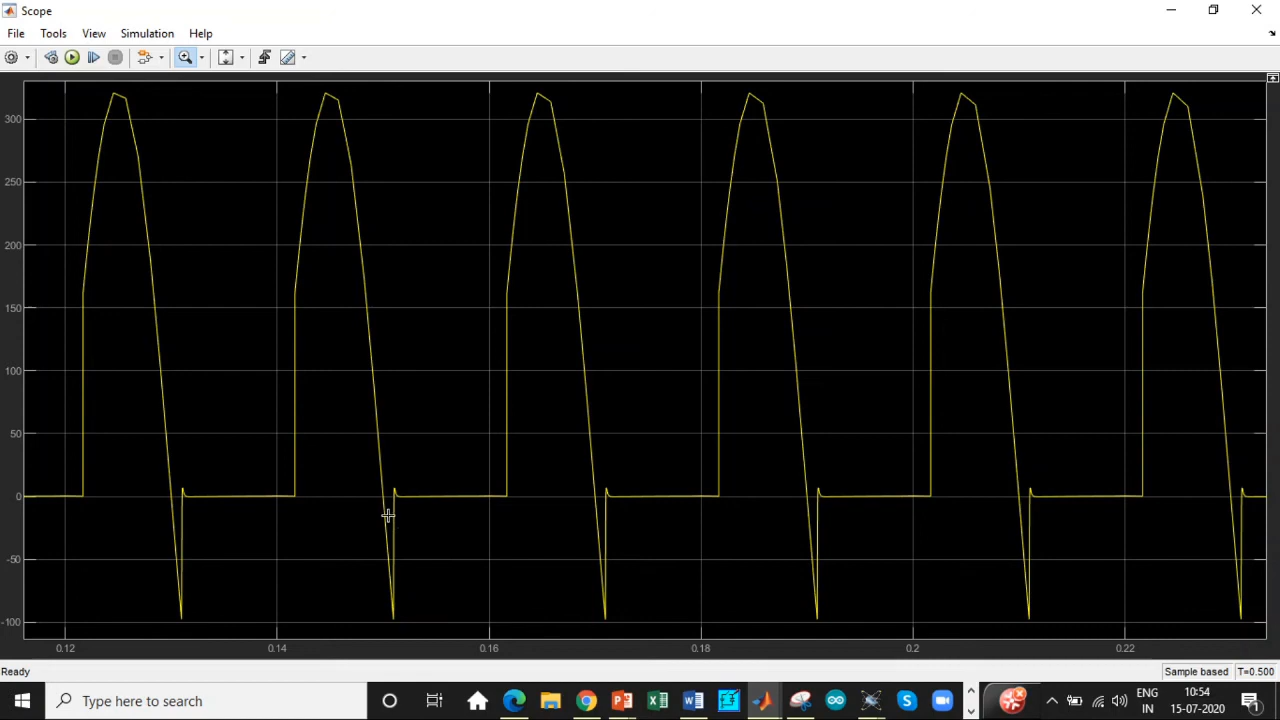 Scope
File Tools View Simulation Help
300
250
200
150
100
50
0
-50
-100
0.12 0.14 0.16 0.18 0.2 0.22
Ready Sample based T=0.500
Type here to search
ENG 10:54
IN 15-07-2020